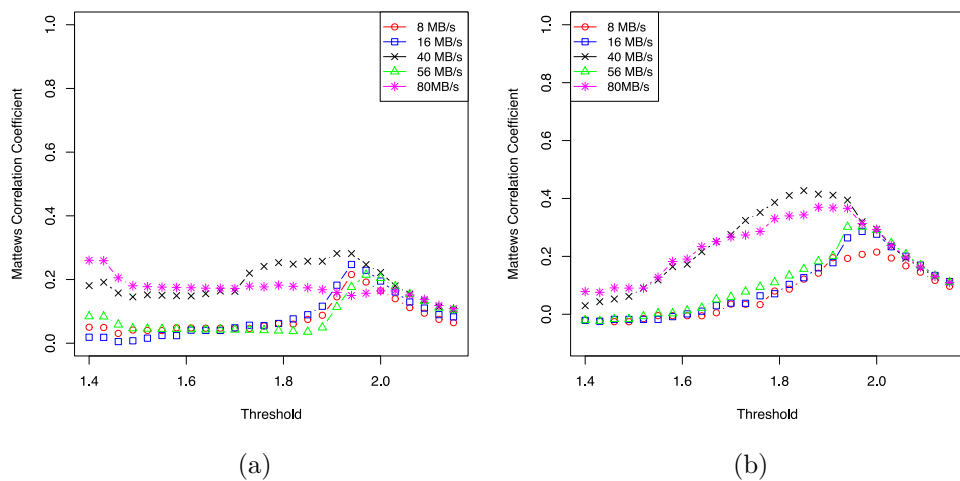 Mattews Correlation Coefficient
1.0
0.8
0.6
0.4
0.2
0.0
8 MB/s
16 MB/s
40 MB/s
56 MB/s
80MB/s
1.4 1.6 1.8 2.0
Threshold
(a)
Mattews Correlation Coefficient
1.0
0.8
0.6
0.4
0.2
0.0
8 MB/s
16 MB/s
40 MB/s
56 MB/s
80MB/s
1.4 1.6 1.8 2.0
Threshold
(b)